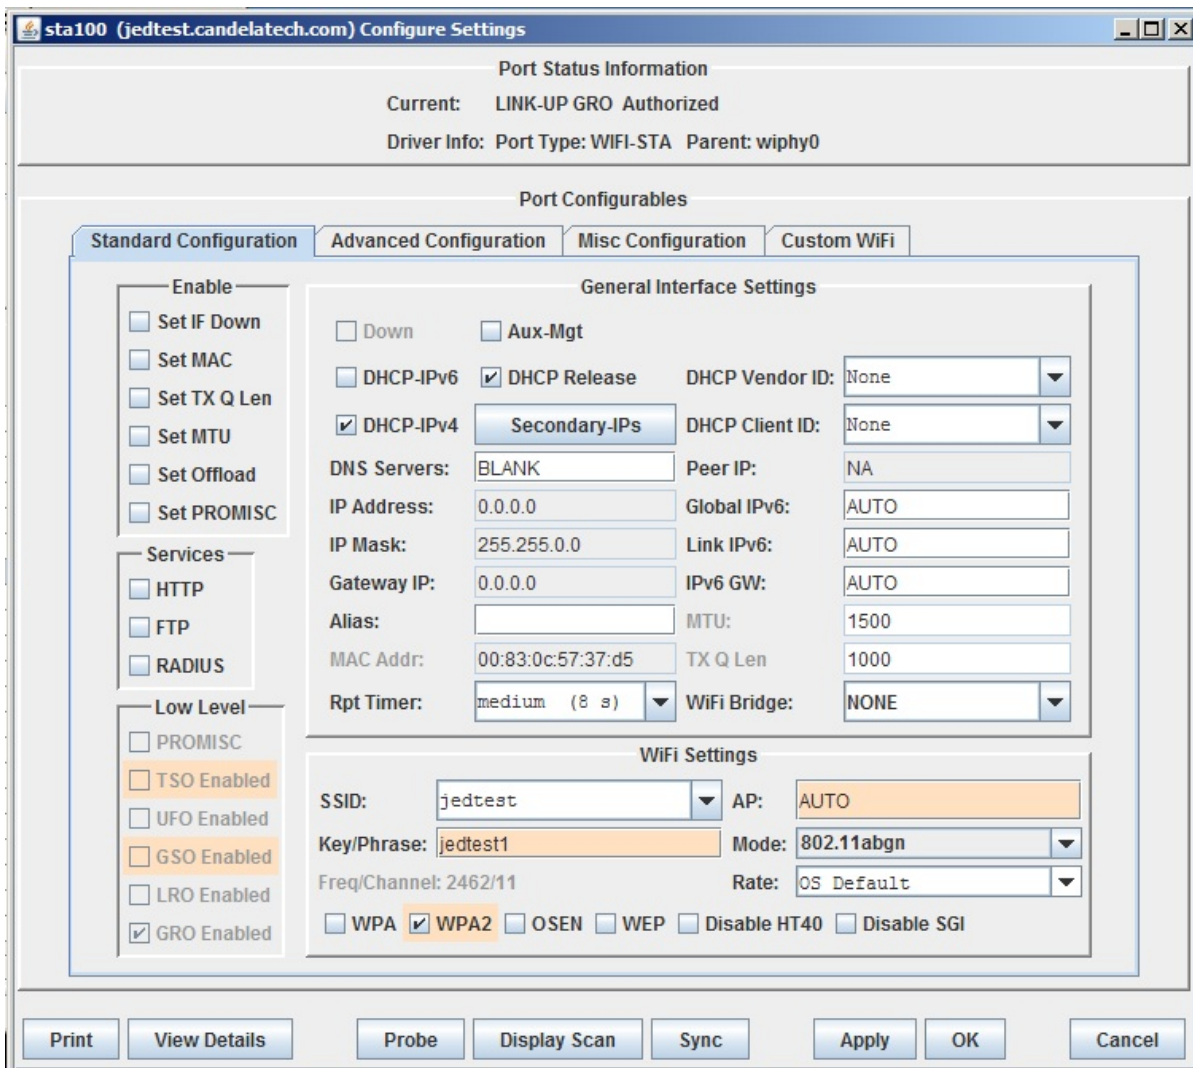 sta100 (jedtest.candelatech.com) Configure Settings
Port Status Information
Current: LINK-UP GRO Authorized
Driver Info: Port Type: WIFI-STA Parent: wiphy0
Port Configurables
Standard Configuration Advanced Configuration Misc Configuration Custom WiFi
Enable
Set IF Down
Set MAC
Set TX Q Len
Set MTU
Set Offload
Set PROMISC
Services
HTTP
FTP
RADIUS
Low Level
PROMISC
TSO Enabled
UFO Enabled
GSO Enabled
LRO Enabled
GRO Enabled
General Interface Settings
Down Aux-Mgt
DHCP-IPv6 DHCP Release DHCP Vendor ID: None
DHCP-IPv4 Secondary-IPs DHCP Client ID: None
DNS Servers: BLANK Peer IP: NA
IP Address: 0.0.0.0 Global IPv6: AUTO
IP Mask: 255.255.0.0 Link IPv6: AUTO
Gateway IP: 0.0.0.0 IPv6 GW: AUTO
Alias: MTU: 1500
MAC Addr: 00:83:0c:57:37:d5 TX Q Len 1000
Rpt Timer: medium (8 s) WiFi Bridge: NONE
WiFi Settings
SSID: jedtest AP: AUTO
Key/Phrase: jedtest1 Mode: 802.11abgn
Freq/Channel: 2462/11 Rate: OS Default
WPA WPA2 OSEN WEP Disable HT40 Disable SGI
Print View Details Probe Display Scan Sync Apply OK Cancel